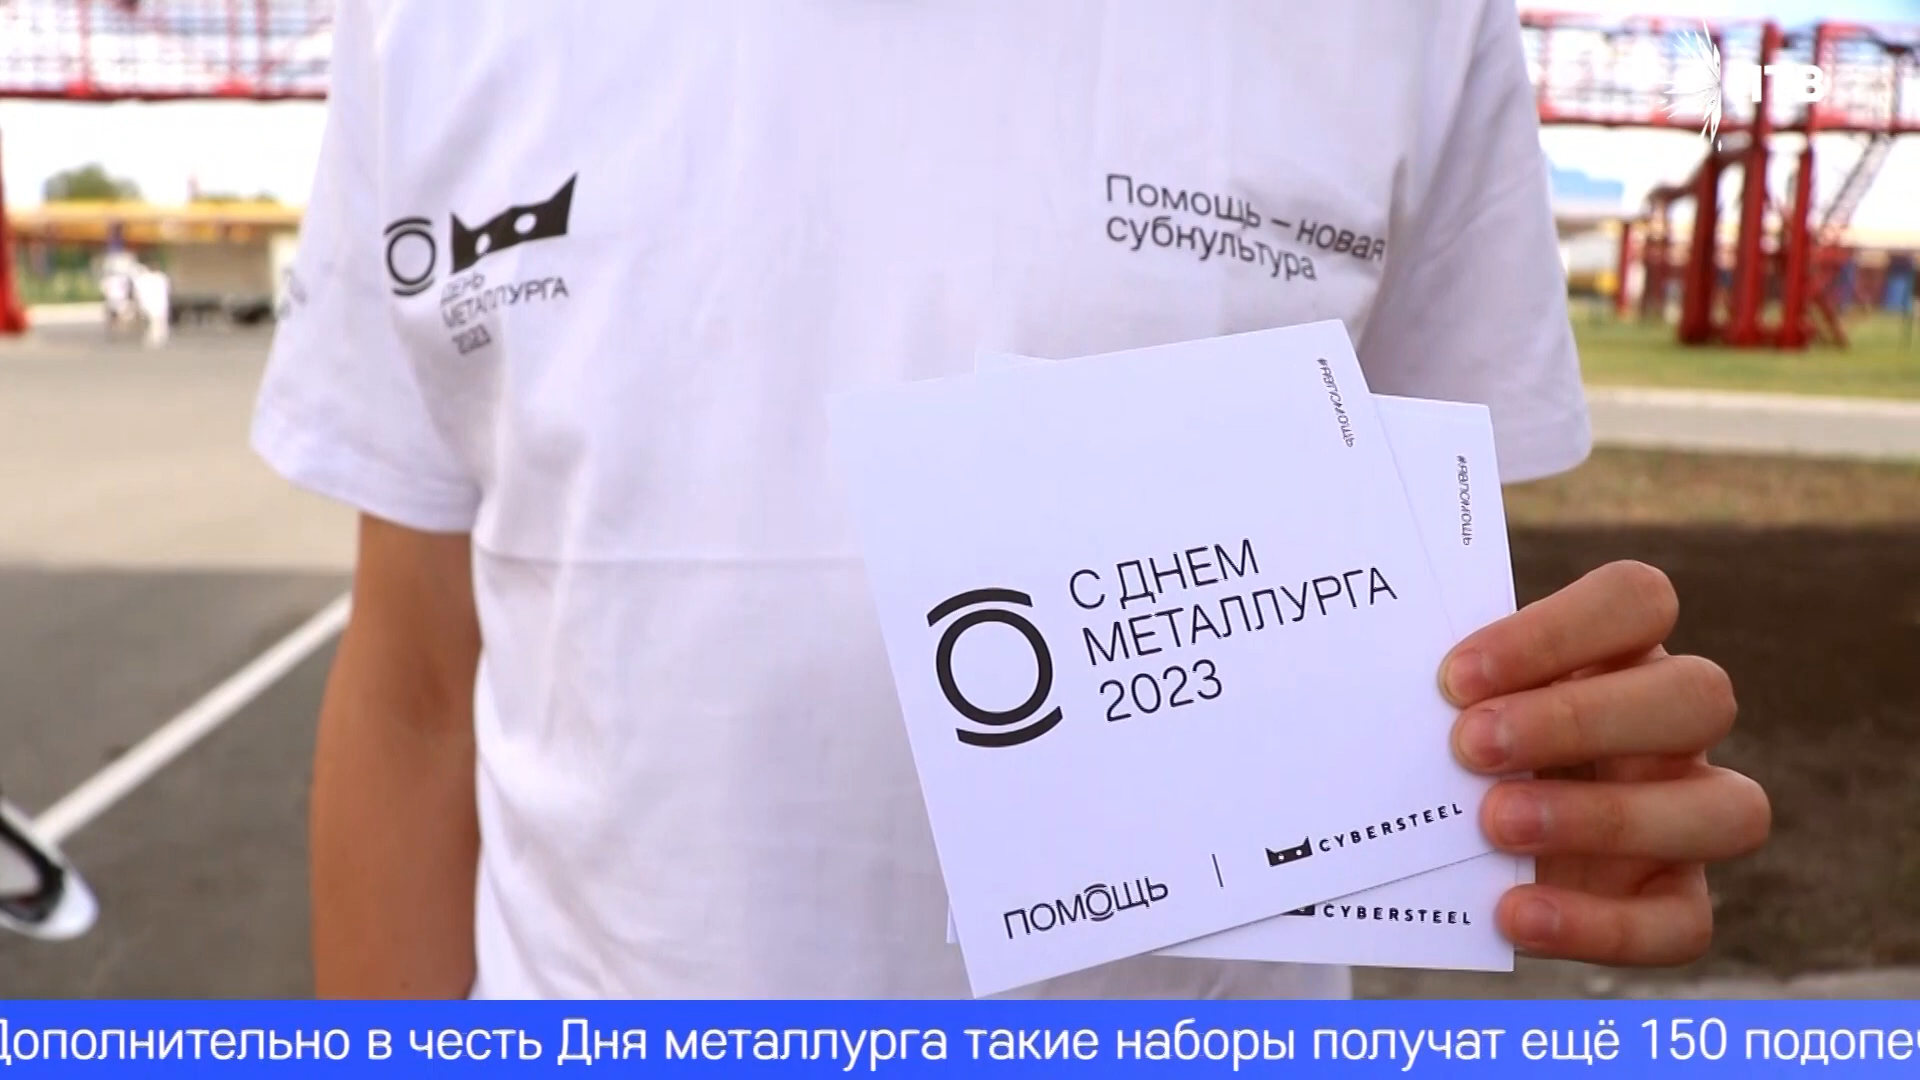 ПТВ
ДЕНЬ
МЕТАЛЛУРГА
2023
Помощь – новая
субкультура
С ДНЕМ
МЕТАЛЛУРГА
2023
ПОМОЩЬ | CYBERSTEEL
CYBERSTEEL
Дополнительно в честь Дня металлурга такие наборы получат ещё 150 подопеч